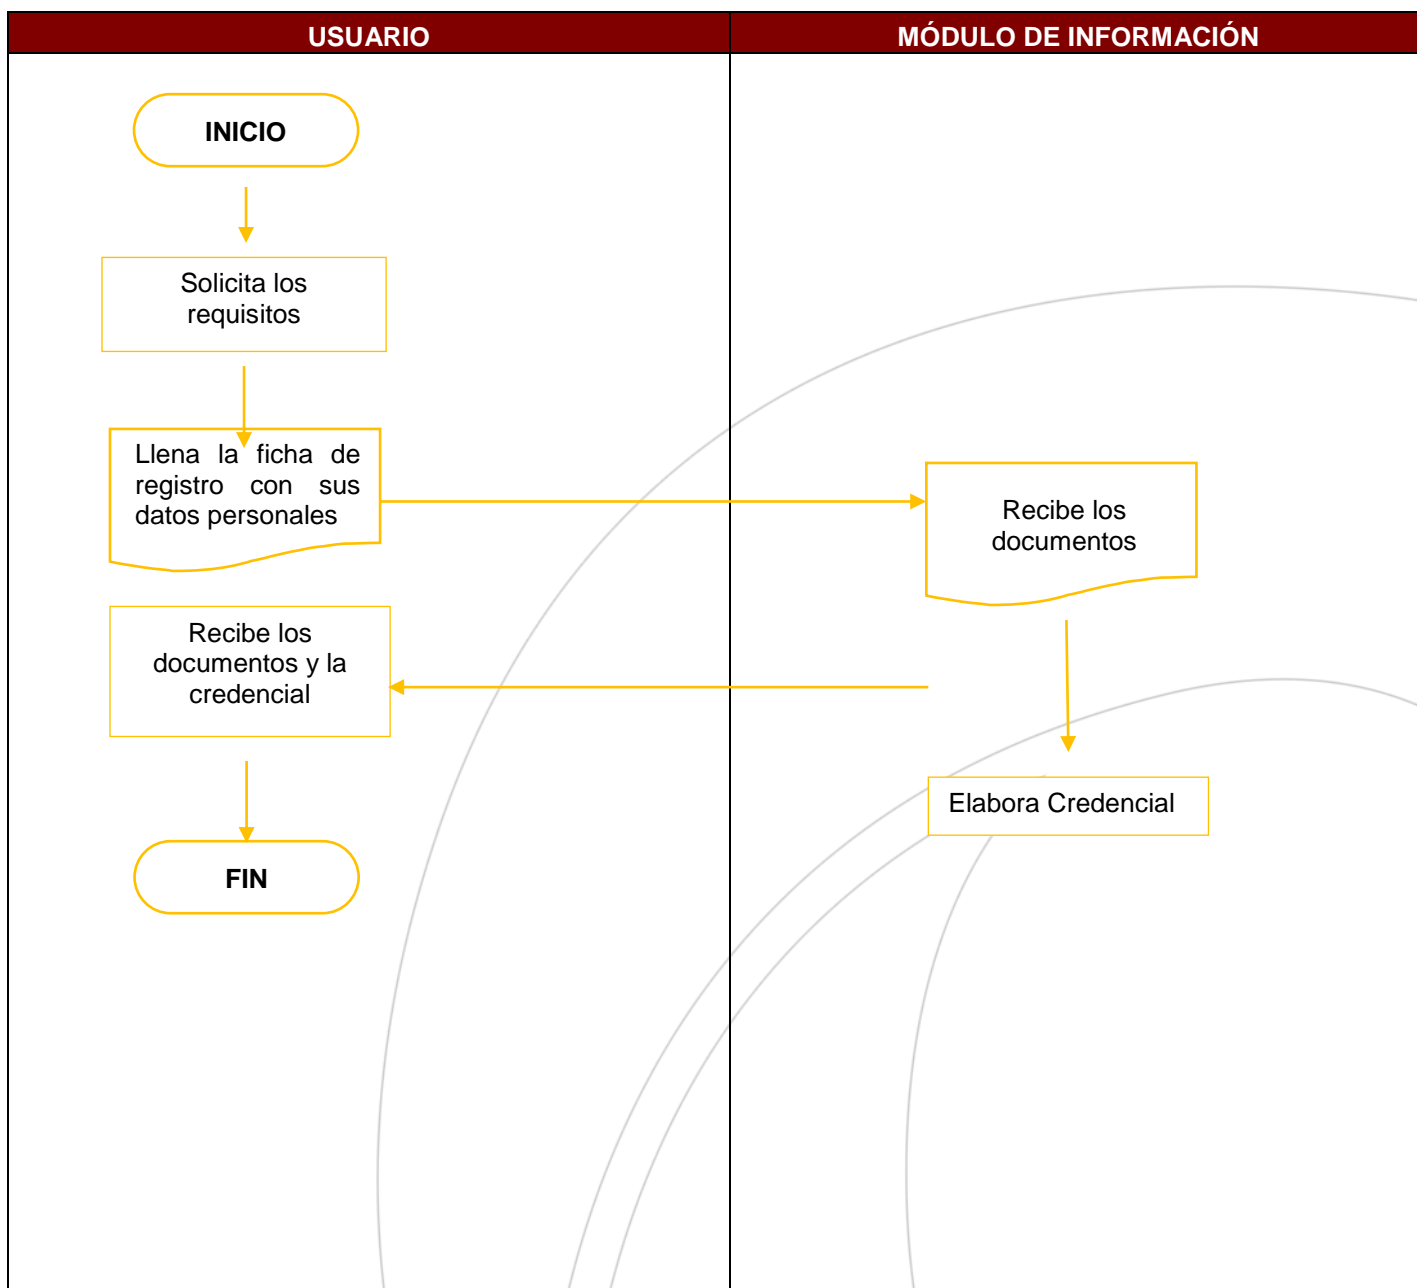 USUARIO
MÓDULO DE INFORMACIÓN
INICIO
Solicita los
requisitos
Llena la ficha de
registro con sus
datos personales
Recibe los
documentos
Recibe los
documentos y la
credencial
Elabora Credencial
FIN